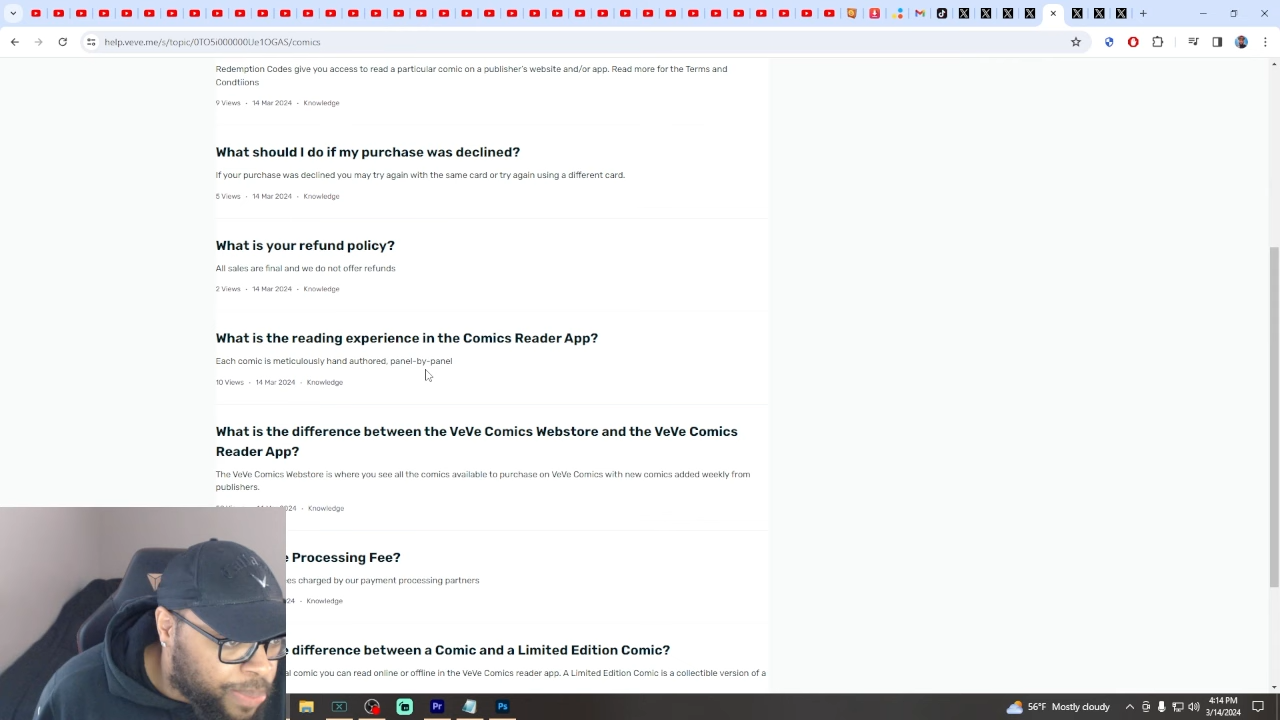 help.veve.me/s/topic/0TO5i000000Ue1OGAS/comics
Redemption Codes give you access to read a particular comic on a publisher's website and/or app. Read more for the Terms and
Condtiions
9 Views • 14 Mar 2024 • Knowledge
What should I do if my purchase was declined?
If your purchase was declined you may try again with the same card or try again using a different card.
5 Views • 14 Mar 2024 • Knowledge
What is your refund policy?
All sales are final and we do not offer refunds
2 Views • 14 Mar 2024 • Knowledge
What is the reading experience in the Comics Reader App?
Each comic is meticulously hand authored, panel-by-panel
10 Views • 14 Mar 2024 • Knowledge
What is the difference between the VeVe Comics Webstore and the VeVe Comics
Reader App?
The VeVe Comics Webstore is where you see all the comics available to purchase on VeVe Comics with new comics added weekly from
publishers.
2024 • Knowledge
Processing Fee?
charged by our payment processing partners
Knowledge
difference between a Comic and a Limited Edition Comic?
comic you can read online or offline in the VeVe Comics reader app. A Limited Edition Comic is a collectible version of a
56°F Mostly cloudy
4:14 PM
3/14/2024